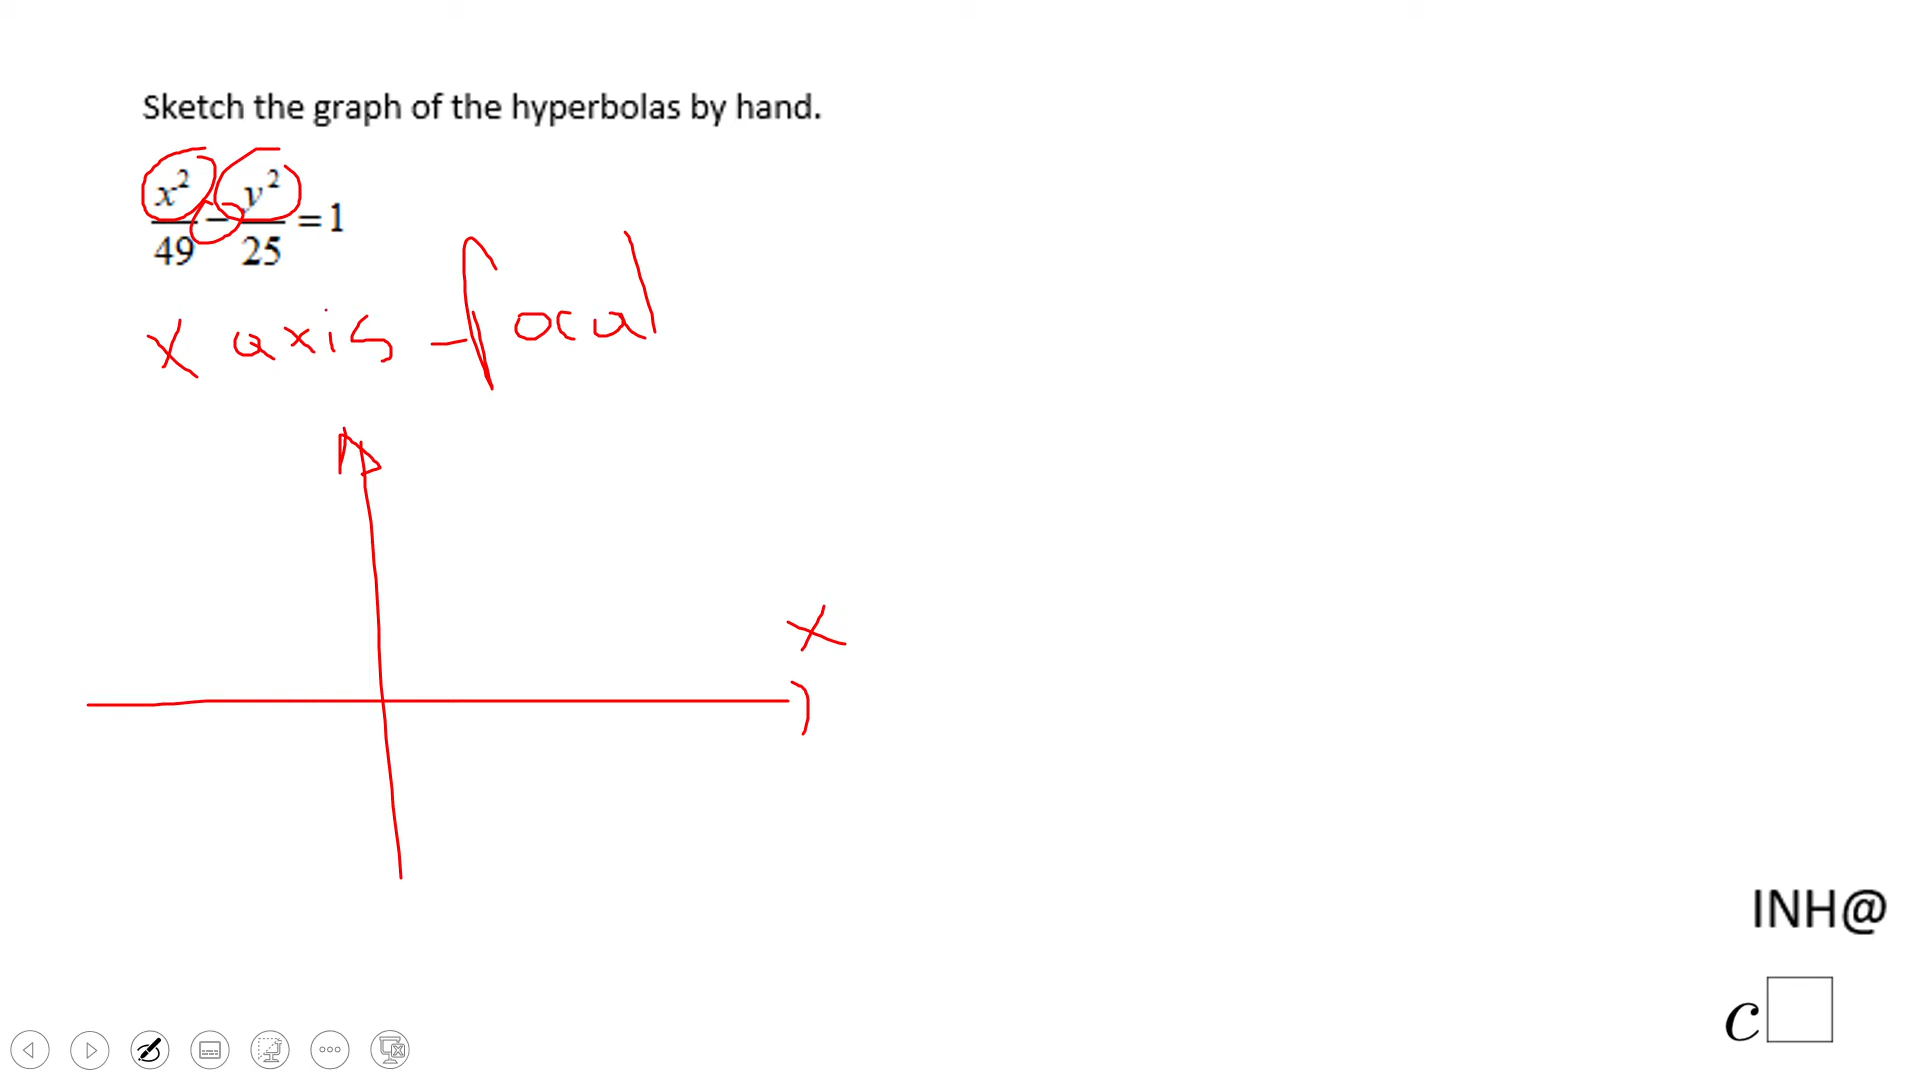 Sketch the graph of the hyperbolas by hand.
x²/49 − y²/25 = 1
x axis - focal
x
INH@
c